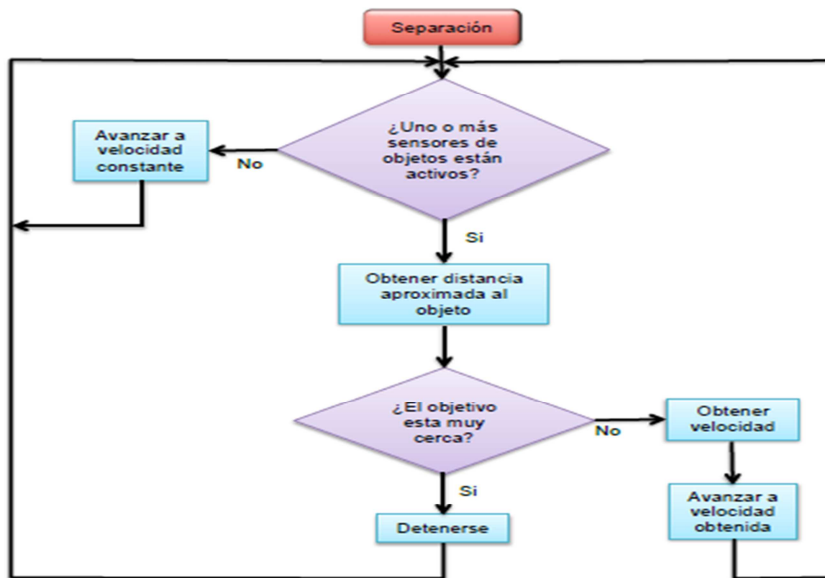 Separación
¿Uno o más
sensores de
objetos están
activos?
Avanzar a
velocidad
constante
No
Si
Obtener distancia
aproximada al
objeto
¿El objetivo
esta muy
cerca?
No
Obtener
velocidad
Si
Avanzar a
velocidad
obtenida
Detenerse